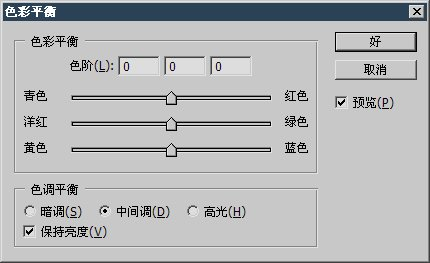 色彩平衡
色彩平衡
色阶(L): 0 0 0
好
取消
青色 红色
预览(P)
洋红 绿色
黄色 蓝色
色调平衡
暗调(S) 中间调(D) 高光(H)
保持亮度(V)